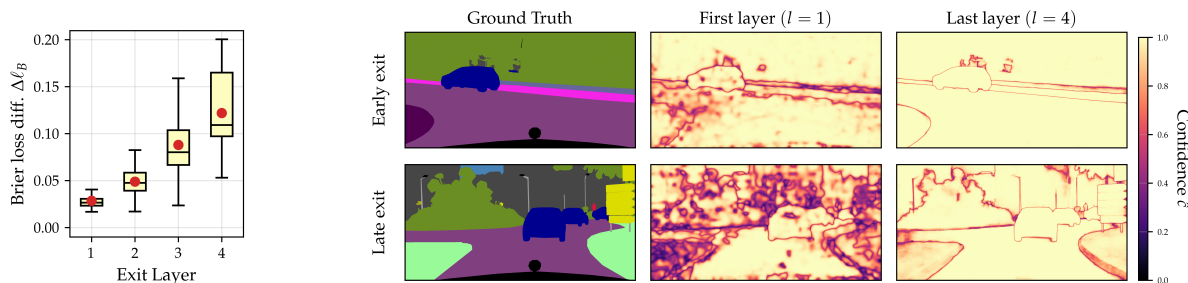 Brier loss diff. Δℓ_B
0.20
0.15
0.10
0.05
0.00
1 2 3 4
Exit Layer
Ground Truth
First layer (l = 1)
Last layer (l = 4)
Early exit
Late exit
1.0
0.8
0.6
0.4
0.2
0.0
Confidence ĉ